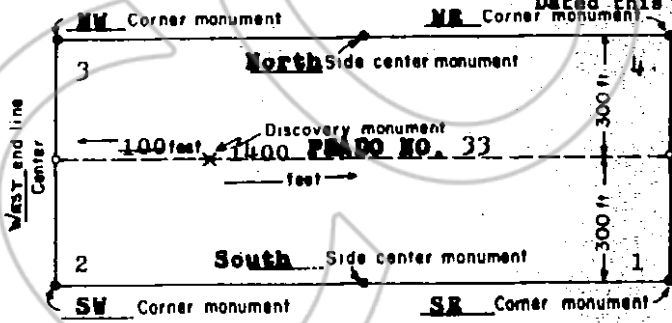 Dated this
NW Corner monument NE Corner monument
3 North Side center monument 4
WEST end line
Center
300 ft
100 feet Discovery monument
1400 PRADO NO. 33
feet
300 ft
2 South Side center monument 1
SW Corner monument SE Corner monument